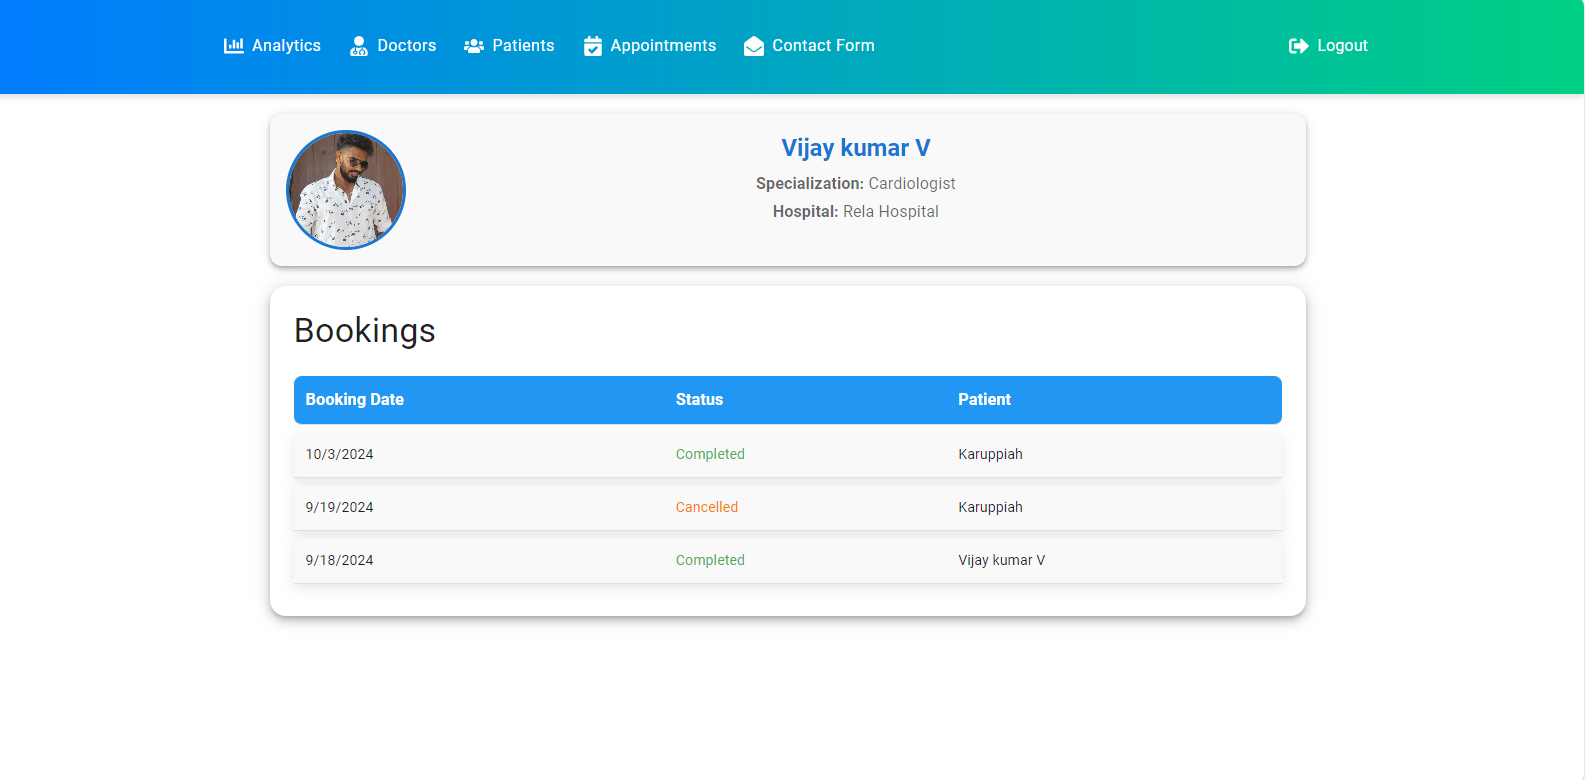 Analytics Doctors Patients Appointments Contact Form Logout
Vijay kumar V
Specialization: Cardiologist
Hospital: Rela Hospital
Bookings
Booking Date Status Patient
10/3/2024 Completed Karuppiah
9/19/2024 Cancelled Karuppiah
9/18/2024 Completed Vijay kumar V